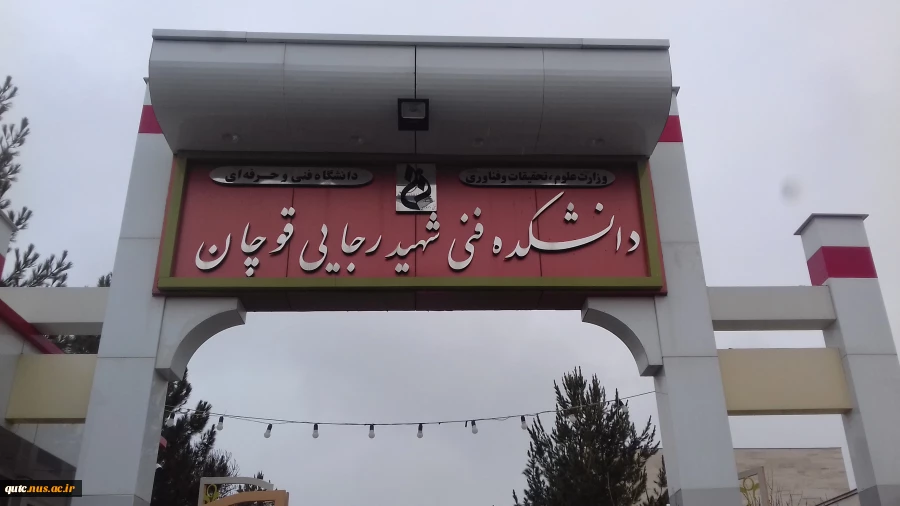 وزارت علوم، تحقیقات و فناوری
دانشگاه فنی و حرفه ای
دانشکده فنی شهید رجایی قوچان
qutc.nus.ac.ir